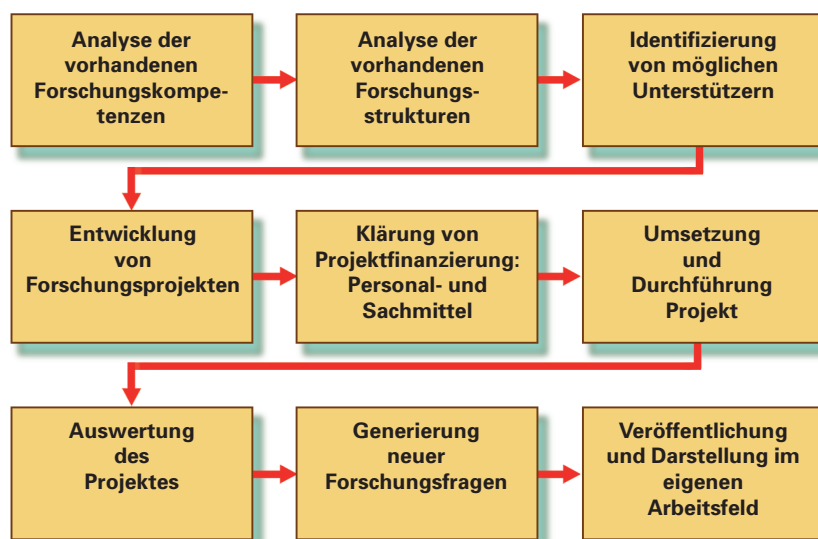 Analyse der
vorhandenen
Forschungskompe-
tenzen
Analyse der
vorhandenen
Forschungs-
strukturen
Identifizierung
von möglichen
Unterstützern
Entwicklung
von
Forschungsprojekten
Klärung von
Projektfinanzierung:
Personal- und
Sachmittel
Umsetzung
und
Durchführung
Projekt
Auswertung
des
Projektes
Generierung
neuer
Forschungsfragen
Veröffentlichung
und Darstellung im
eigenen
Arbeitsfeld